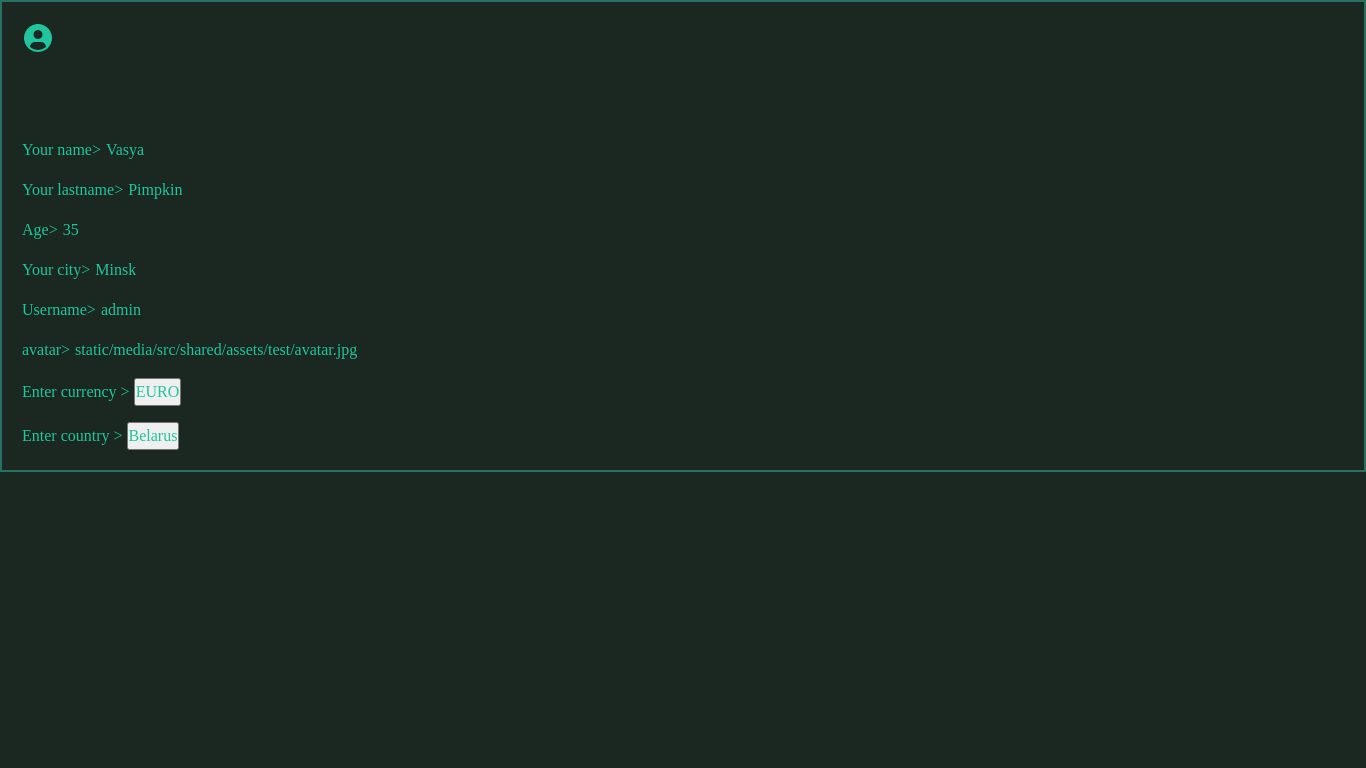 Your name> Vasya
Your lastname> Pimpkin
Age> 35
Your city> Minsk
Username> admin
avatar> static/media/src/shared/assets/test/avatar.jpg
Enter currency > EURO
Enter country > Belarus